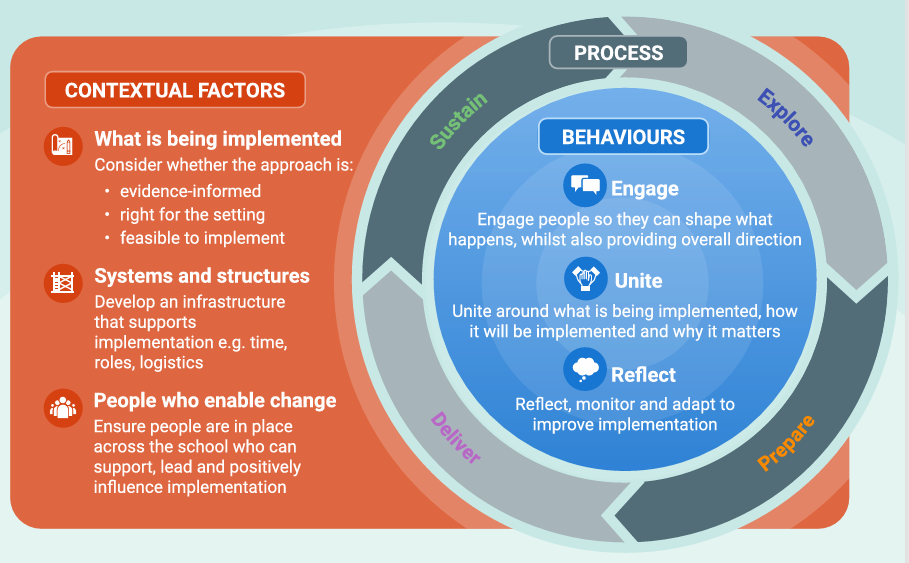 CONTEXTUAL FACTORS
What is being implemented
Consider whether the approach is:
• evidence-informed
• right for the setting
• feasible to implement
Systems and structures
Develop an infrastructure
that supports
implementation e.g. time,
roles, logistics
People who enable change
Ensure people are in place
across the school who can
support, lead and positively
influence implementation
PROCESS
Sustain
Explore
Deliver
Prepare
BEHAVIOURS
Engage
Engage people so they can shape what
happens, whilst also providing overall direction
Unite
Unite around what is being implemented, how
it will be implemented and why it matters
Reflect
Reflect, monitor and adapt to
improve implementation